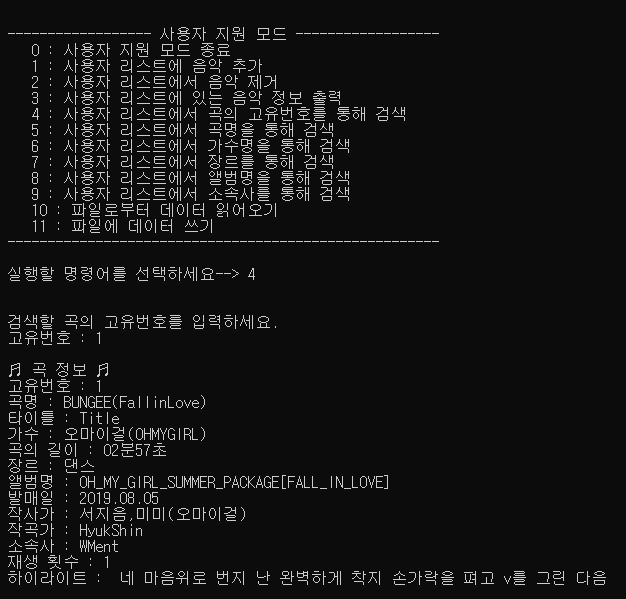 ------------------ 사용자 지원 모드 ------------------
0 : 사용자 지원 모드 종료
1 : 사용자 리스트에 음악 추가
2 : 사용자 리스트에서 음악 제거
3 : 사용자 리스트에 있는 음악 정보 출력
4 : 사용자 리스트에서 곡의 고유번호를 통해 검색
5 : 사용자 리스트에서 곡명을 통해 검색
6 : 사용자 리스트에서 가수명을 통해 검색
7 : 사용자 리스트에서 장르를 통해 검색
8 : 사용자 리스트에서 앨범명을 통해 검색
9 : 사용자 리스트에서 소속사를 통해 검색
10 : 파일로부터 데이터 읽어오기
11 : 파일에 데이터 쓰기
------------------------------------------------------
실행할 명령어를 선택하세요--> 4
검색할 곡의 고유번호를 입력하세요.
고유번호 : 1
♬ 곡 정보 ♬
고유번호 : 1
곡명 : BUNGEE(FallinLove)
타이틀 : Title
가수 : 오마이걸(OHMYGIRL)
곡의 길이 : 02분57초
장르 : 댄스
앨범명 : OH_MY_GIRL_SUMMER_PACKAGE[FALL_IN_LOVE]
발매일 : 2019.08.05
작사가 : 서지음,미미(오마이걸)
작곡가 : HyukShin
소속사 : WMent
재생 횟수 : 1
하이라이트 :  네 마음위로 번지 난 완벽하게 착지 손가락을 펴고 v를 그린 다음